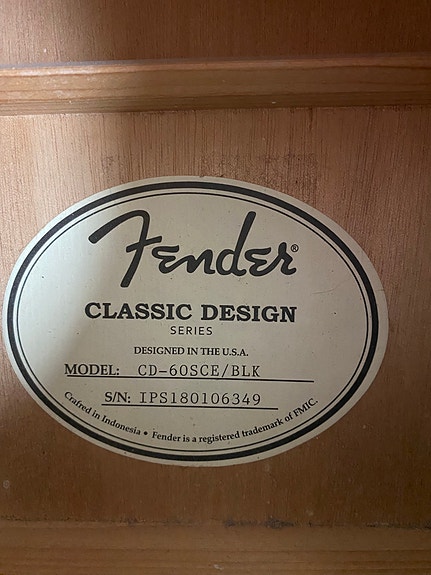 Fender®
CLASSIC DESIGN
SERIES
DESIGNED IN THE U.S.A.
MODEL: CD-60SCE/BLK
S/N: IPS180106349
Crafted in Indonesia • Fender is a registered trademark of FMIC.